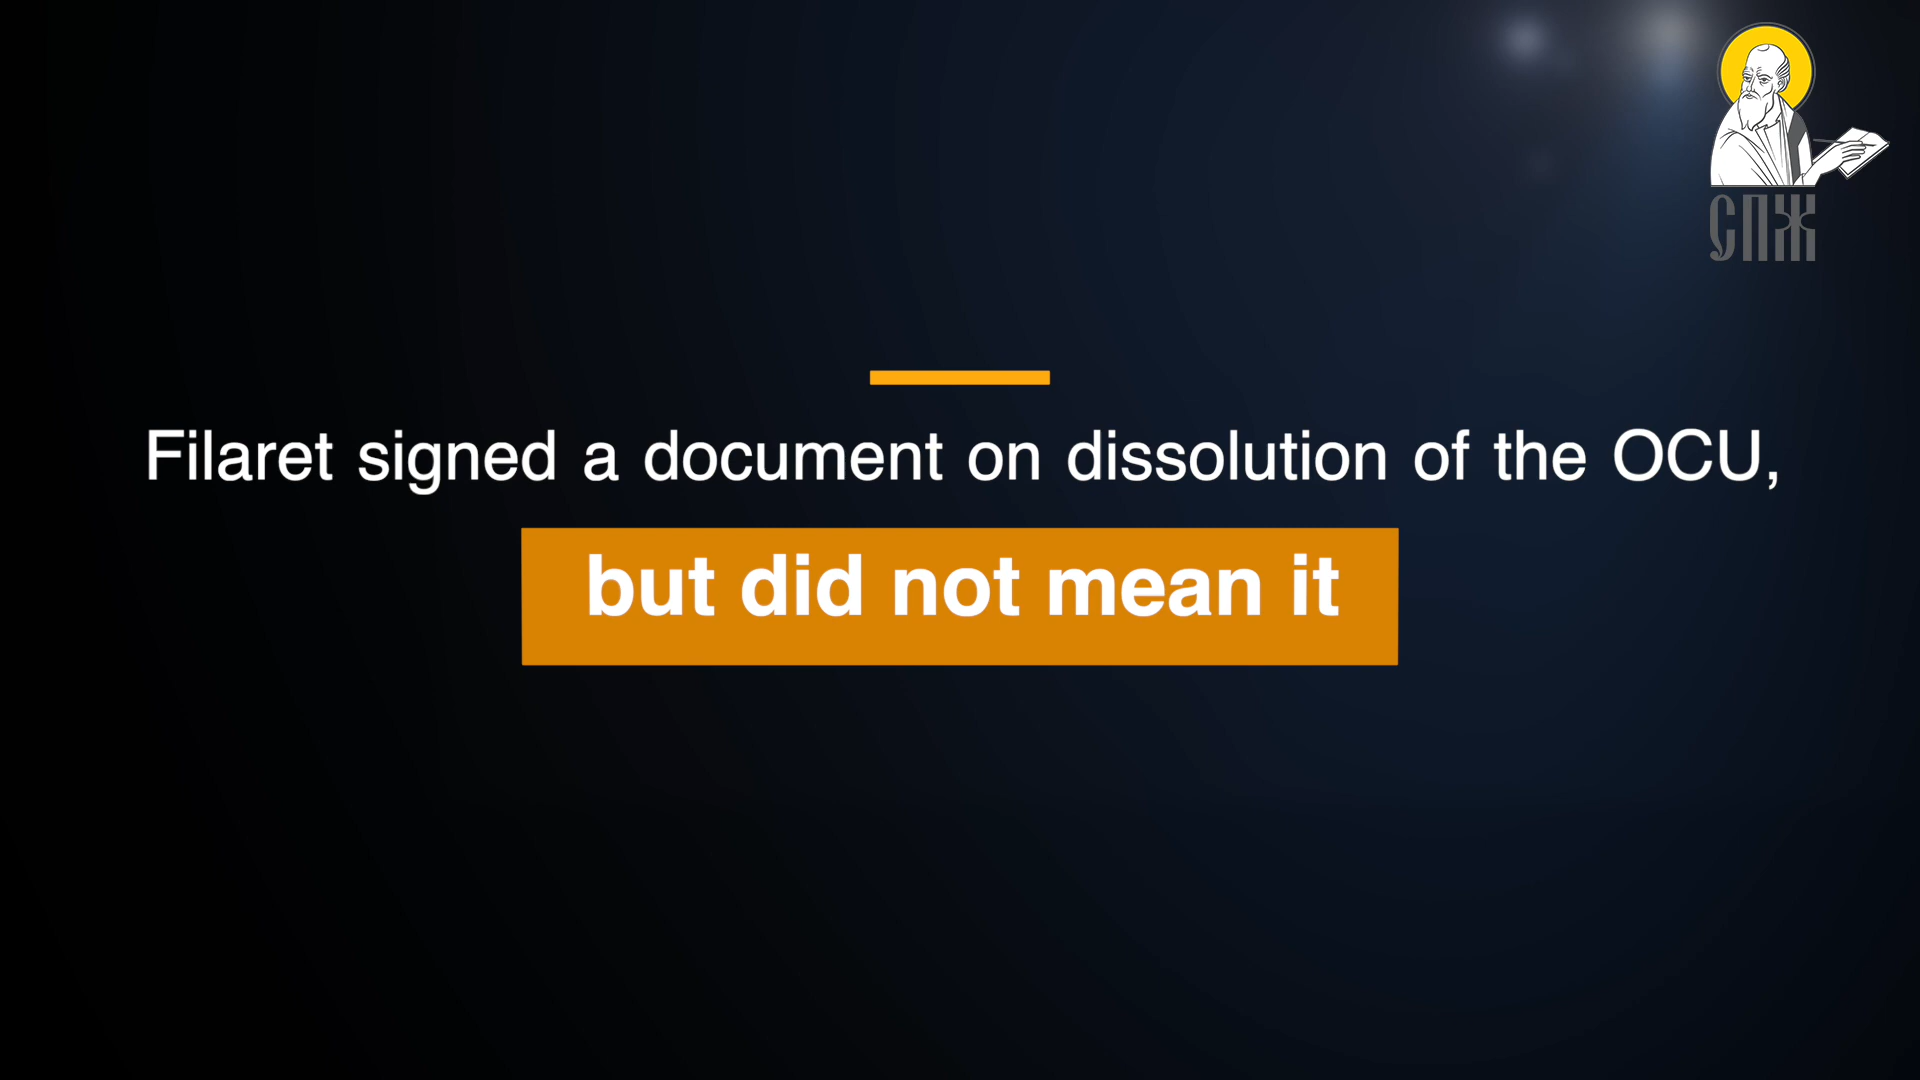 СПЖ
Filaret signed a document on dissolution of the OCU,
but did not mean it